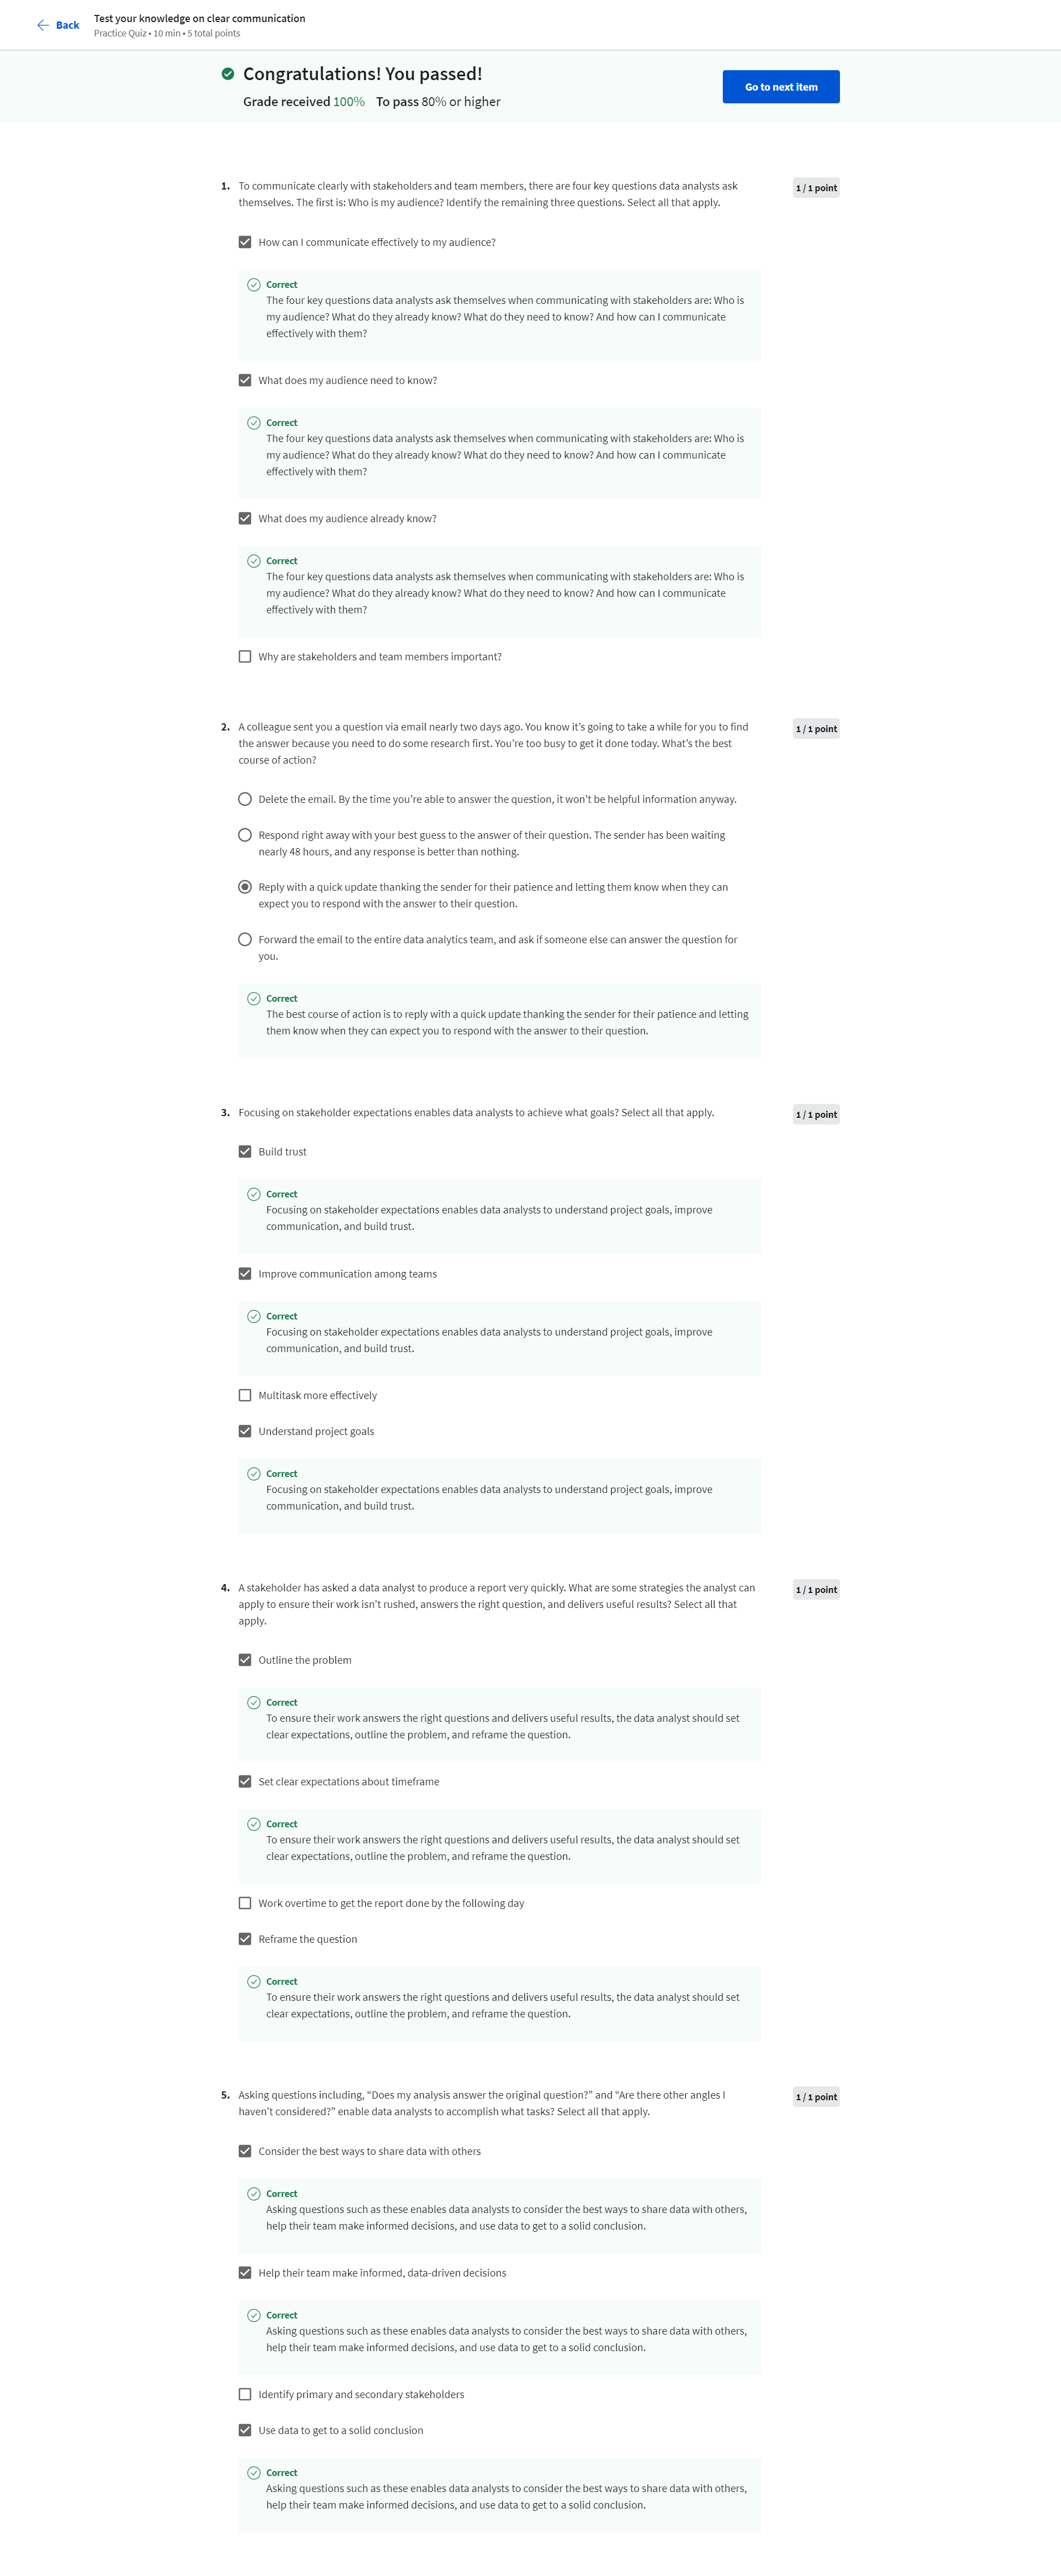 Back
Test your knowledge on clear communication
Practice Quiz • 10 min • 5 total points
Congratulations! You passed!
Grade received 100% To pass 80% or higher
Go to next item
1. To communicate clearly with stakeholders and team members, there are four key questions data analysts ask
themselves. The first is: Who is my audience? Identify the remaining three questions. Select all that apply.
1 / 1 point
How can I communicate effectively to my audience?
Correct
The four key questions data analysts ask themselves when communicating with stakeholders are: Who is
my audience? What do they already know? What do they need to know? And how can I communicate
effectively with them?
What does my audience need to know?
Correct
The four key questions data analysts ask themselves when communicating with stakeholders are: Who is
my audience? What do they already know? What do they need to know? And how can I communicate
effectively with them?
What does my audience already know?
Correct
The four key questions data analysts ask themselves when communicating with stakeholders are: Who is
my audience? What do they already know? What do they need to know? And how can I communicate
effectively with them?
Why are stakeholders and team members important?
2. A colleague sent you a question via email nearly two days ago. You know it’s going to take a while for you to find
the answer because you need to do some research first. You’re too busy to get it done today. What’s the best
course of action?
1 / 1 point
Delete the email. By the time you’re able to answer the question, it won’t be helpful information anyway.
Respond right away with your best guess to the answer of their question. The sender has been waiting
nearly 48 hours, and any response is better than nothing.
Reply with a quick update thanking the sender for their patience and letting them know when they can
expect you to respond with the answer to their question.
Forward the email to the entire data analytics team, and ask if someone else can answer the question for
you.
Correct
The best course of action is to reply with a quick update thanking the sender for their patience and letting
them know when they can expect you to respond with the answer to their question.
3. Focusing on stakeholder expectations enables data analysts to achieve what goals? Select all that apply.
1 / 1 point
Build trust
Correct
Focusing on stakeholder expectations enables data analysts to understand project goals, improve
communication, and build trust.
Improve communication among teams
Correct
Focusing on stakeholder expectations enables data analysts to understand project goals, improve
communication, and build trust.
Multitask more effectively
Understand project goals
Correct
Focusing on stakeholder expectations enables data analysts to understand project goals, improve
communication, and build trust.
4. A stakeholder has asked a data analyst to produce a report very quickly. What are some strategies the analyst can
apply to ensure their work isn’t rushed, answers the right question, and delivers useful results? Select all that
apply.
1 / 1 point
Outline the problem
Correct
To ensure their work answers the right questions and delivers useful results, the data analyst should set
clear expectations, outline the problem, and reframe the question.
Set clear expectations about timeframe
Correct
To ensure their work answers the right questions and delivers useful results, the data analyst should set
clear expectations, outline the problem, and reframe the question.
Work overtime to get the report done by the following day
Reframe the question
Correct
To ensure their work answers the right questions and delivers useful results, the data analyst should set
clear expectations, outline the problem, and reframe the question.
5. Asking questions including, “Does my analysis answer the original question?” and “Are there other angles I
haven’t considered?” enable data analysts to accomplish what tasks? Select all that apply.
1 / 1 point
Consider the best ways to share data with others
Correct
Asking questions such as these enables data analysts to consider the best ways to share data with others,
help their team make informed decisions, and use data to get to a solid conclusion.
Help their team make informed, data-driven decisions
Correct
Asking questions such as these enables data analysts to consider the best ways to share data with others,
help their team make informed decisions, and use data to get to a solid conclusion.
Identify primary and secondary stakeholders
Use data to get to a solid conclusion
Correct
Asking questions such as these enables data analysts to consider the best ways to share data with others,
help their team make informed decisions, and use data to get to a solid conclusion.